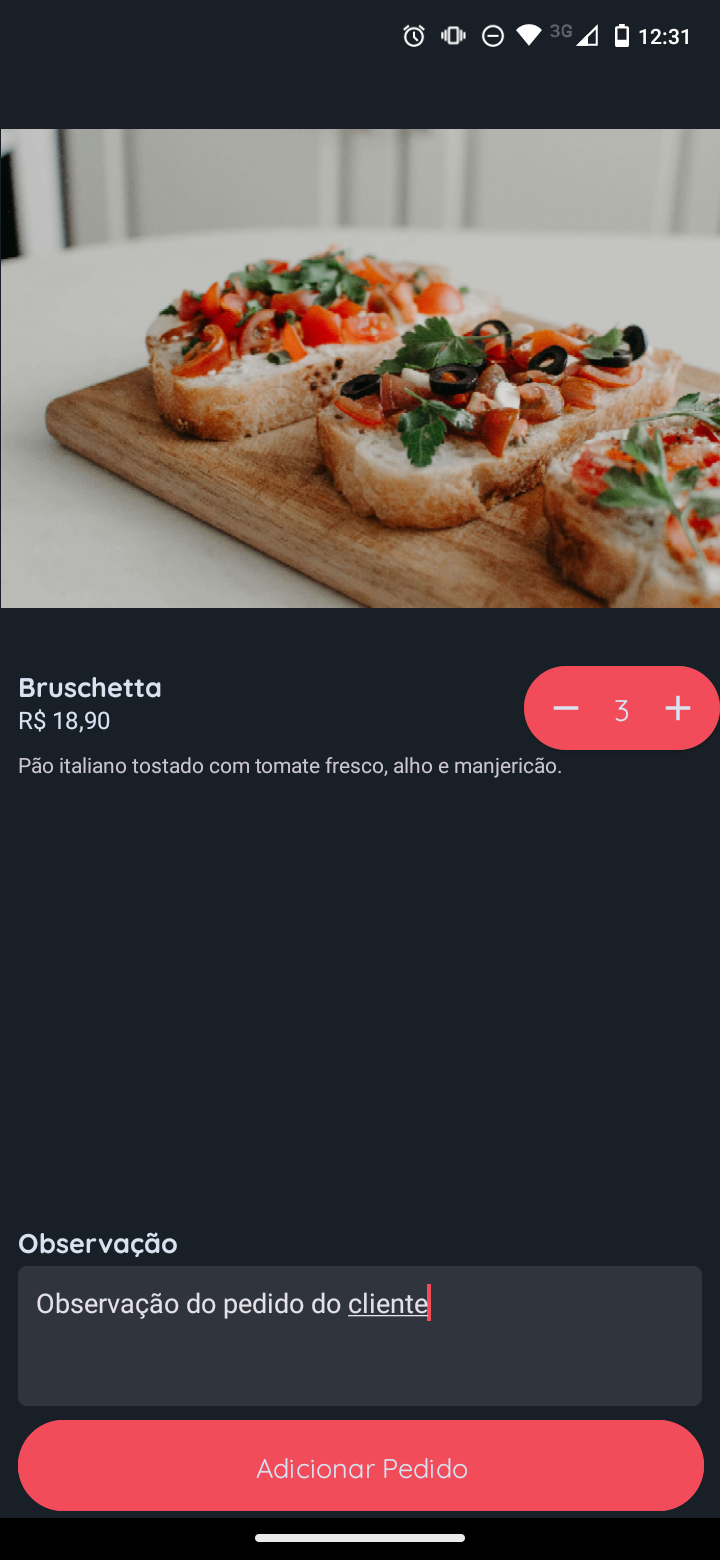 3G 12:31
Bruschetta
R$ 18,90
3
Pão italiano tostado com tomate fresco, alho e manjericão.
Observação
Observação do pedido do cliente
Adicionar Pedido